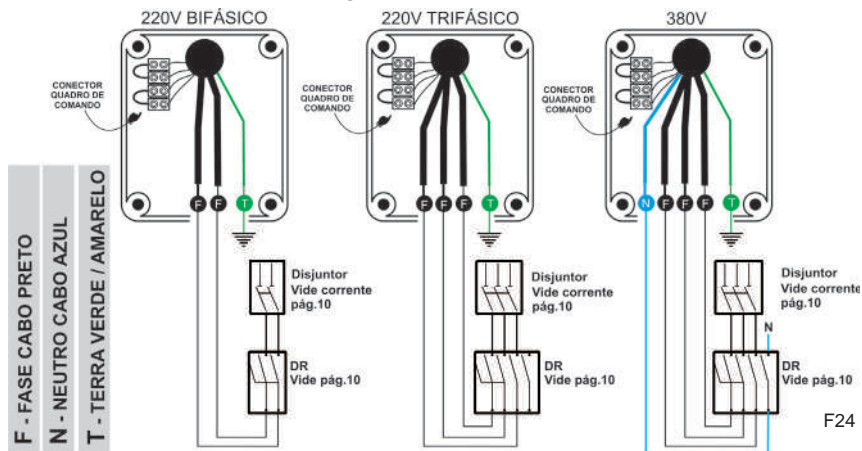 220V BIFÁSICO
CONECTOR
QUADRO DE
COMANDO
F
F
T
Disjuntor
Vide corrente
pág.10
DR
Vide pág.10
220V TRIFÁSICO
CONECTOR
QUADRO DE
COMANDO
F
F
F
T
Disjuntor
Vide corrente
pág.10
DR
Vide pág.10
380V
CONECTOR
QUADRO DE
COMANDO
N
F
F
F
T
Disjuntor
Vide corrente
pág.10
N
DR
Vide pág.10
F - FASE CABO PRETO
N - NEUTRO CABO AZUL
T - TERRA VERDE / AMARELO
F24